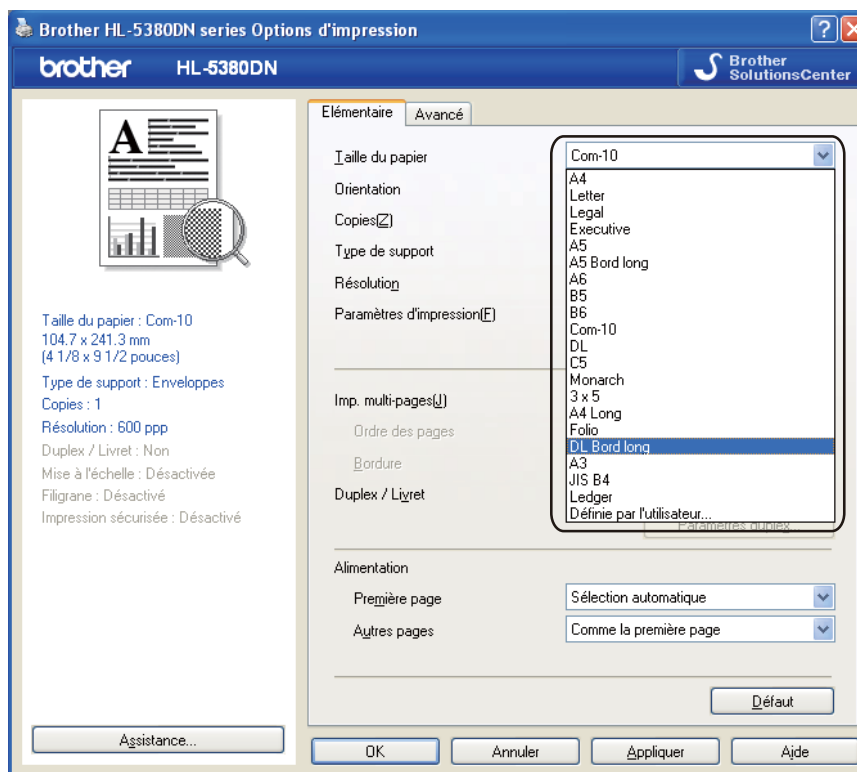 Brother HL-5380DN series Options d'impression
brother HL-5380DN
Brother
SolutionsCenter
A
Taille du papier : Com-10
104.7 x 241.3 mm
(4 1/8 x 9 1/2 pouces)
Type de support : Enveloppes
Copies : 1
Résolution : 600 ppp
Duplex / Livret : Non
Mise à l'échelle : Désactivée
Filigrane : Désactivé
Impression sécurisée : Désactivé
Assistance...
Elémentaire
Avancé
Taille du papier
Com-10
Orientation
Copies(Z)
Type de support
Résolution
Paramètres d'impression(F)
Imp. multi-pages(J)
Ordre des pages
Bordure
Duplex / Livret
A4
Letter
Legal
Executive
A5
A5 Bord long
A6
B5
B6
Com-10
DL
C5
Monarch
3 x 5
A4 Long
Folio
DL Bord long
A3
JIS B4
Ledger
Définie par l'utilisateur...
Paramètres duplex...
Alimentation
Première page
Sélection automatique
Autres pages
Comme la première page
Défaut
OK
Annuler
Appliquer
Aide